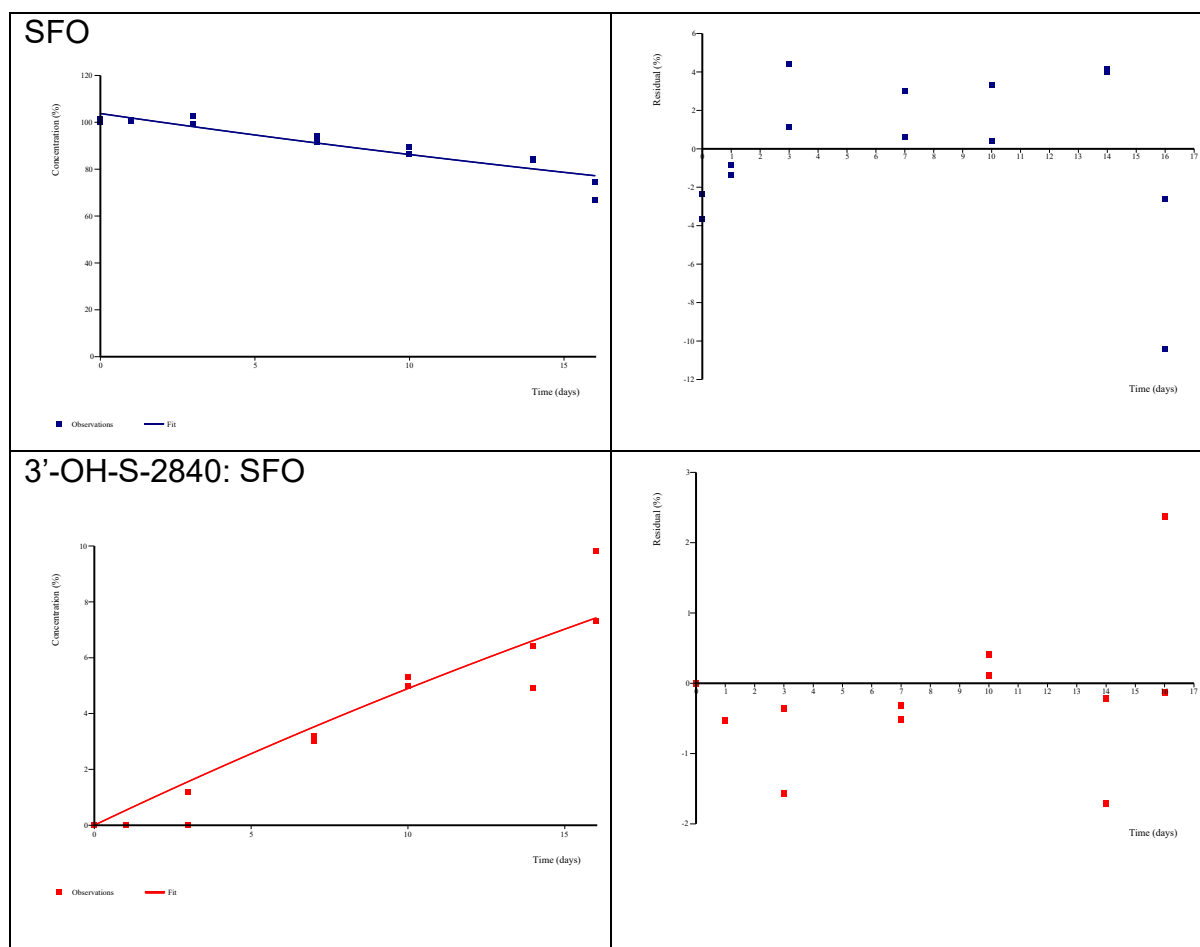 SFO
Concentration (%)
120
100
80
60
40
20
0
0 5 10 15
Time (days)
Observations Fit
Residual (%)
6
4
2
0
-2
-4
-6
-8
-10
-12
0 1 2 3 4 5 6 7 8 9 10 11 12 13 14 15 16 17
Time (days)
3’-OH-S-2840: SFO
Concentration (%)
10
8
6
4
2
0
0 5 10 15
Time (days)
Observations Fit
Residual (%)
3
2
1
0
-1
-2
0 1 2 3 4 5 6 7 8 9 10 11 12 13 14 15 16 17
Time (days)